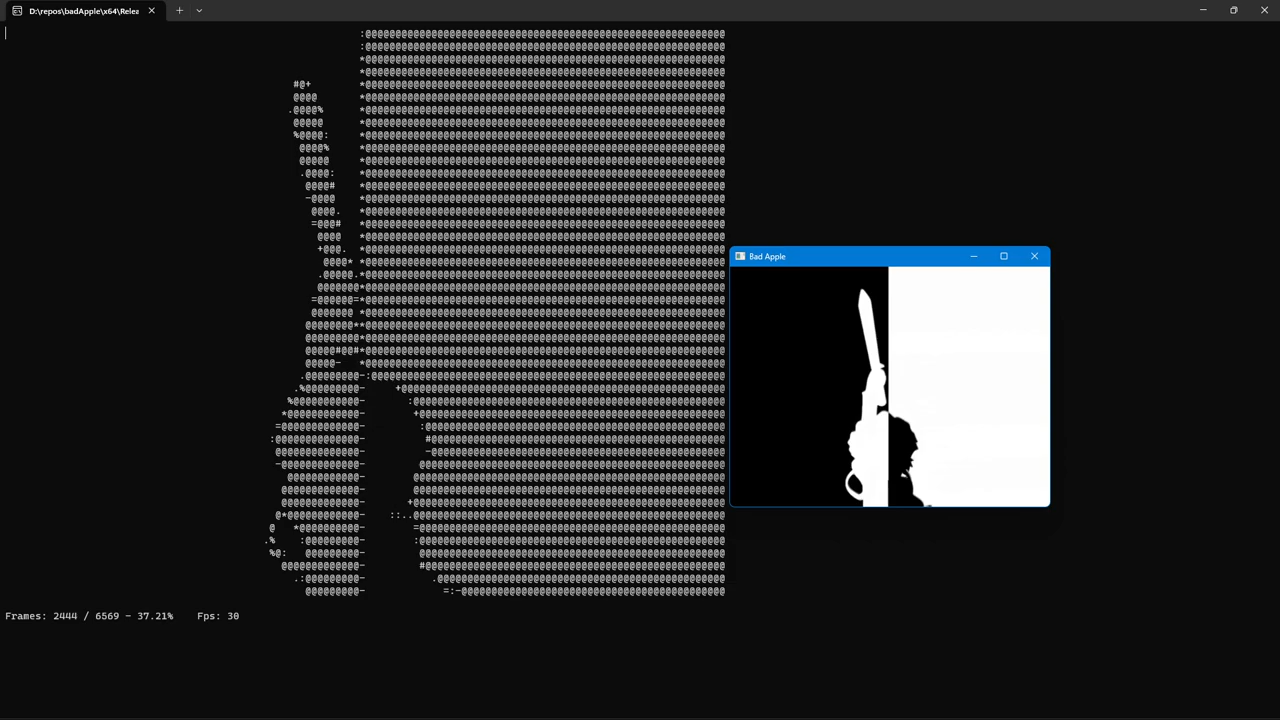 D:\repos\badApple\x64\Relea
Bad Apple
Frames: 2444 / 6569 - 37.21%    Fps: 30